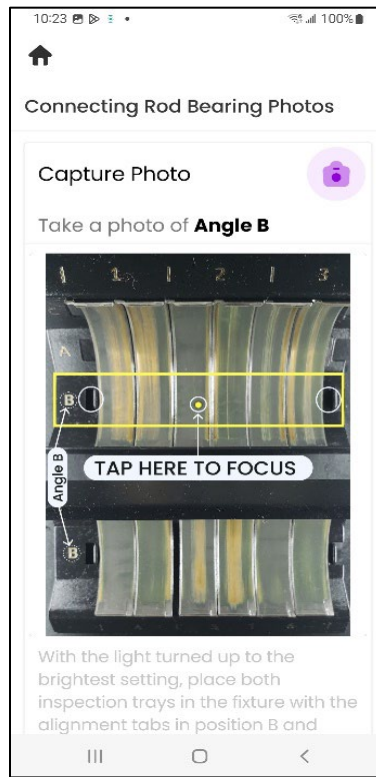 10:23
100%
Connecting Rod Bearing Photos
Capture Photo
Take a photo of Angle B
1 2 3
A
B
TAP HERE TO FOCUS
Angle B
B
With the light turned up to the
brightest setting, place both
inspection trays in the fixture with the
alignment tabs in position B and